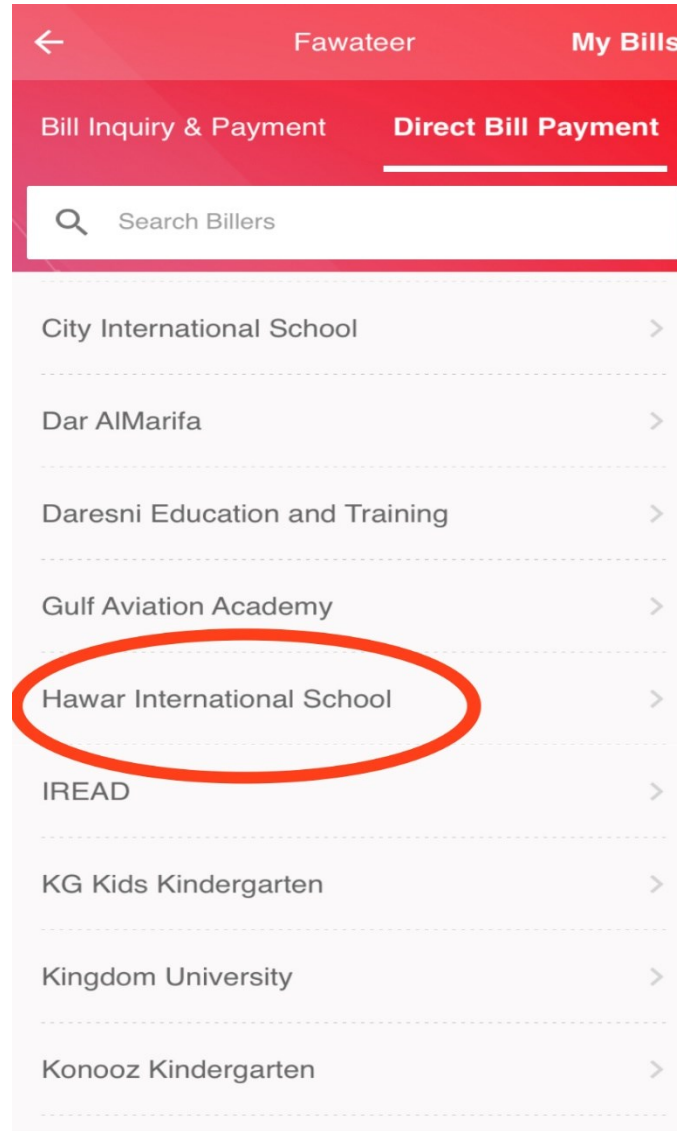 Fawateer
My Bills
Bill Inquiry & Payment
Direct Bill Payment
Search Billers
City International School
Dar AlMarifa
Daresni Education and Training
Gulf Aviation Academy
Hawar International School
IREAD
KG Kids Kindergarten
Kingdom University
Konooz Kindergarten